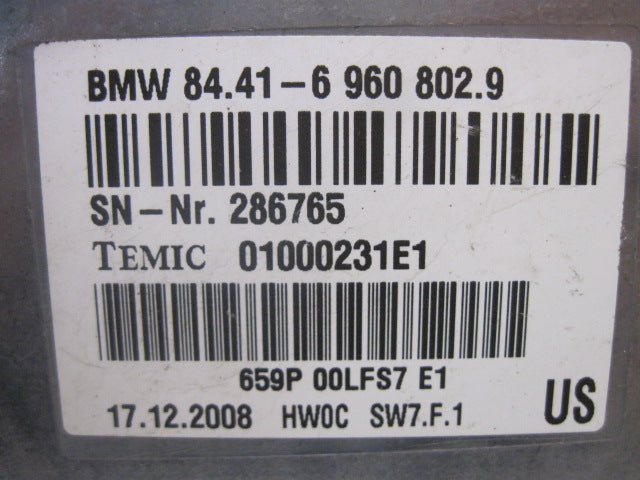 BMW 84.41-6 960 802.9
SN-Nr. 286765
TEMIC 01000231E1
659P 00LFS7 E1
17.12.2008 HW0C SW7.F.1
US